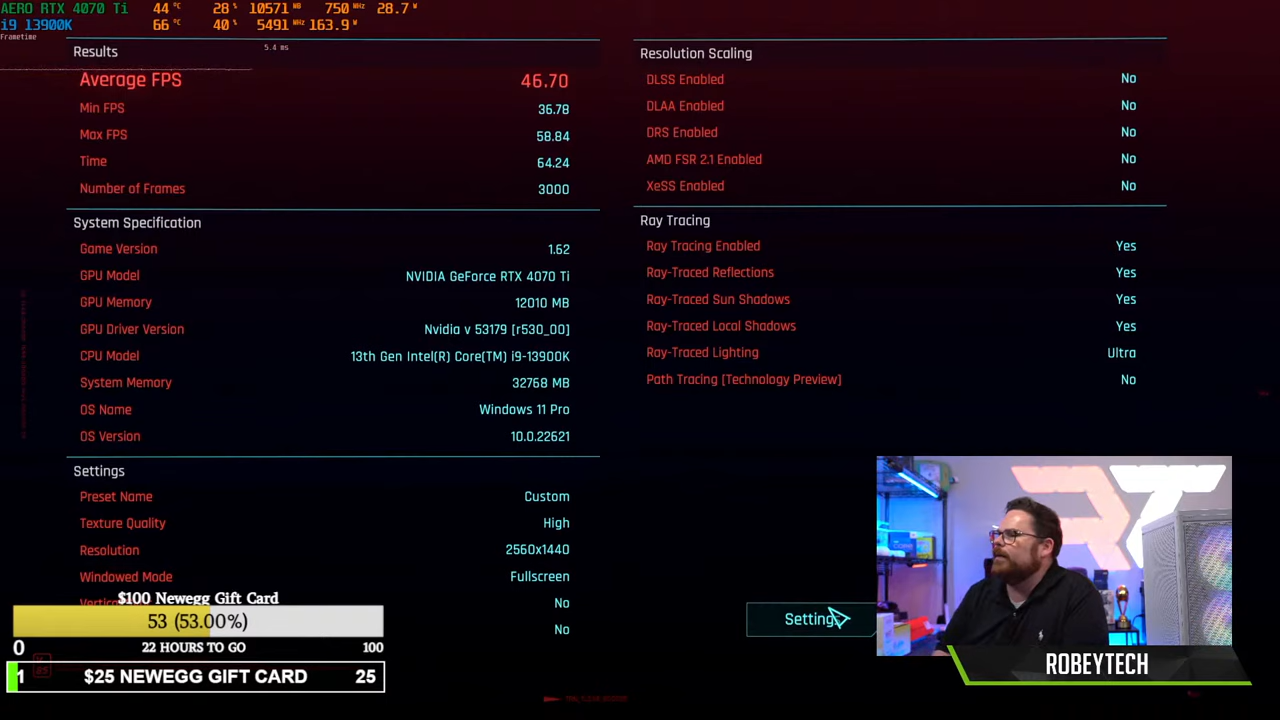 AERO RTX 4070 Ti 44 °C 28 % 10571 MB 750 MHz 28.7 W
i9 13900K 66 °C 40 % 5491 MHz 163.9 W
Frametime 5.4 ms
Results
Average FPS 46.70
Min FPS 36.78
Max FPS 58.84
Time 64.24
Number of Frames 3000
System Specification
Game Version 1.62
GPU Model NVIDIA GeForce RTX 4070 Ti
GPU Memory 12010 MB
GPU Driver Version Nvidia v 53179 [r530_00]
CPU Model 13th Gen Intel(R) Core(TM) i9-13900K
System Memory 32768 MB
OS Name Windows 11 Pro
OS Version 10.0.22621
Settings
Preset Name Custom
Texture Quality High
Resolution 2560x1440
Windowed Mode Fullscreen
No
No
Resolution Scaling
DLSS Enabled No
DLAA Enabled No
DRS Enabled No
AMD FSR 2.1 Enabled No
XeSS Enabled No
Ray Tracing
Ray Tracing Enabled Yes
Ray-Traced Reflections Yes
Ray-Traced Sun Shadows Yes
Ray-Traced Local Shadows Yes
Ray-Traced Lighting Ultra
Path Tracing [Technology Preview] No
Setting
$100 Newegg Gift Card
53 (53.00%)
0 22 HOURS TO GO 100
1 $25 NEWEGG GIFT CARD 25
RT
ROBEYTECH